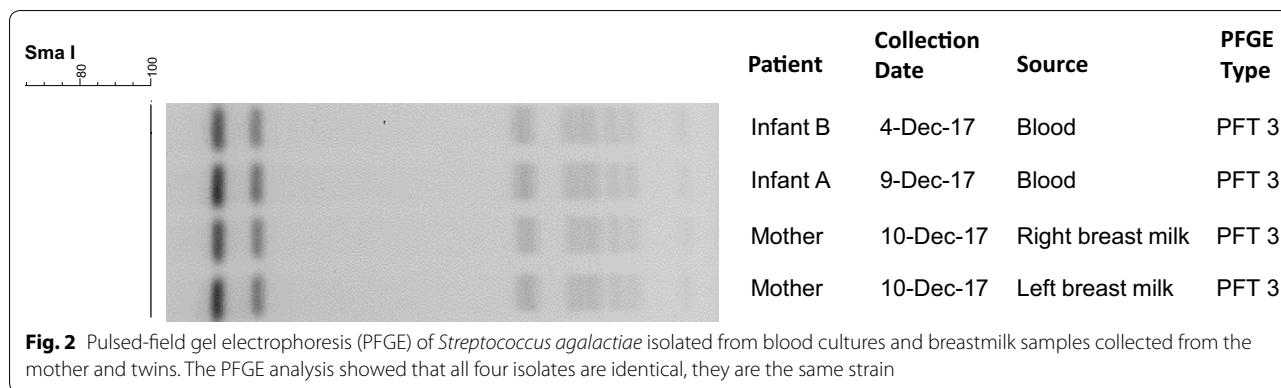 Sma I
80
100
Patient Collection Date Source PFGE Type
Infant B 4-Dec-17 Blood PFT 3
Infant A 9-Dec-17 Blood PFT 3
Mother 10-Dec-17 Right breast milk PFT 3
Mother 10-Dec-17 Left breast milk PFT 3
Fig. 2 Pulsed-field gel electrophoresis (PFGE) of Streptococcus agalactiae isolated from blood cultures and breastmilk samples collected from the
mother and twins. The PFGE analysis showed that all four isolates are identical, they are the same strain